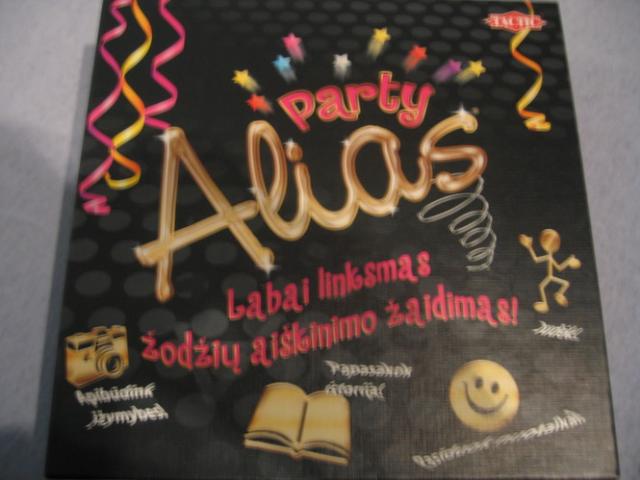 TACTIC
Party
Alias
Labai linksmas
žodžių aiškinimo žaidimas!
Apibūdink
įžymybes!
Papasakok
istoriją!